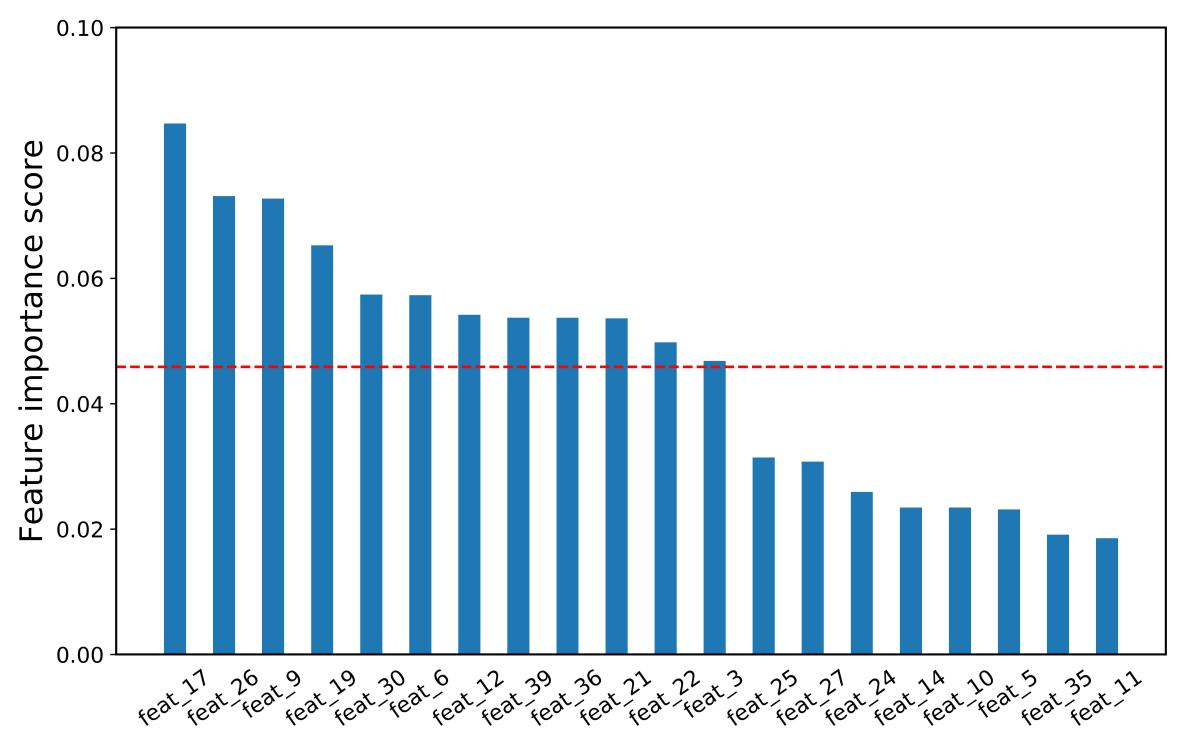 Feature importance score
0.10
0.08
0.06
0.04
0.02
0.00
feat_17
feat_26
feat_9
feat_19
feat_30
feat_6
feat_12
feat_39
feat_36
feat_21
feat_22
feat_3
feat_25
feat_27
feat_24
feat_14
feat_10
feat_5
feat_35
feat_11